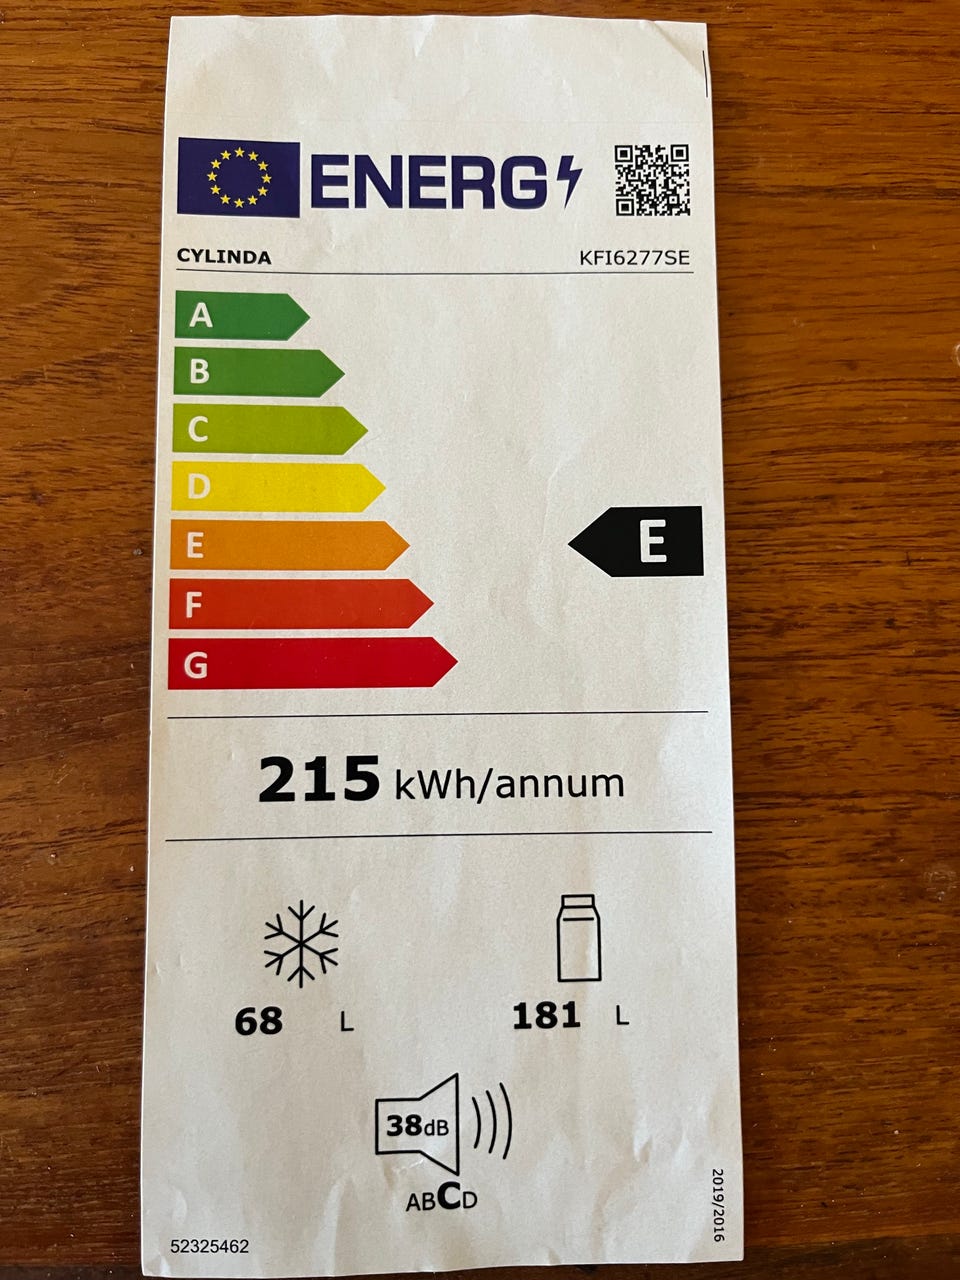 ENERG
CYLINDA KFI6277SE
A
B
C
D
E
E
F
G
215 kWh/annum
68 L 181 L
38dB
ABCD
2019/2016
52325462